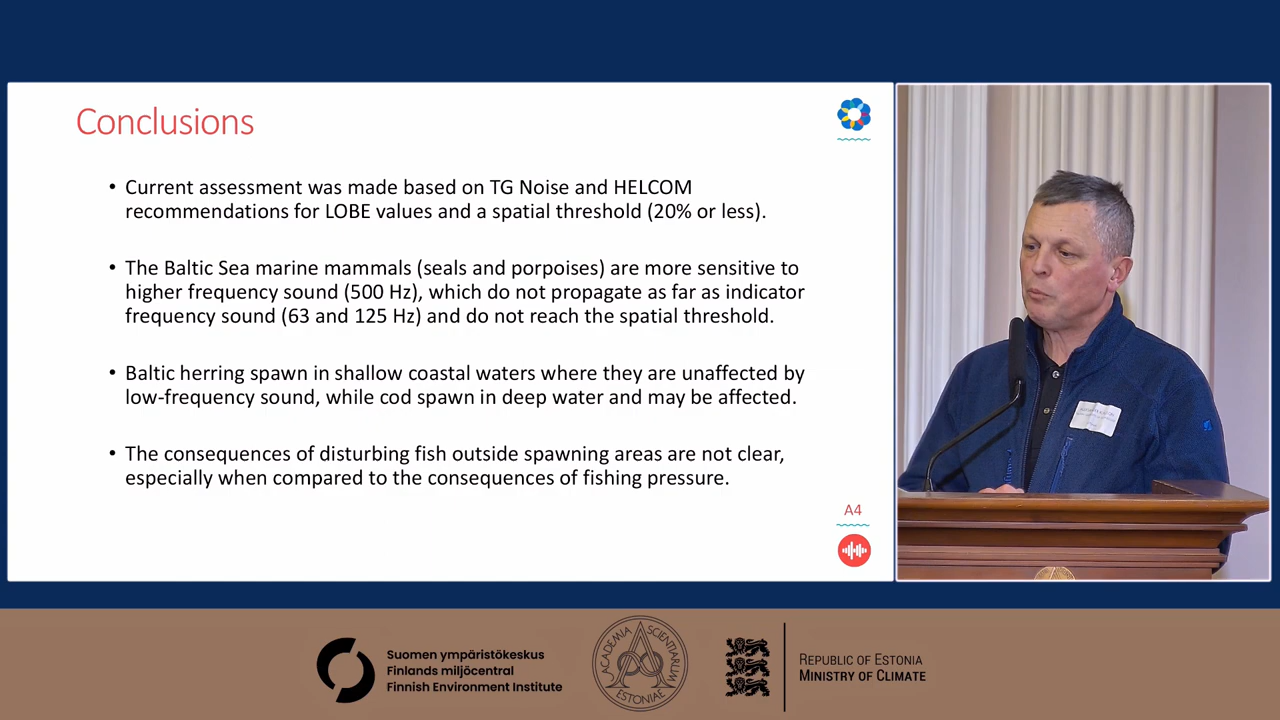 Conclusions
• Current assessment was made based on TG Noise and HELCOM
recommendations for LOBE values and a spatial threshold (20% or less).
• The Baltic Sea marine mammals (seals and porpoises) are more sensitive to
higher frequency sound (500 Hz), which do not propagate as far as indicator
frequency sound (63 and 125 Hz) and do not reach the spatial threshold.
• Baltic herring spawn in shallow coastal waters where they are unaffected by
low-frequency sound, while cod spawn in deep water and may be affected.
• The consequences of disturbing fish outside spawning areas are not clear,
especially when compared to the consequences of fishing pressure.
A4
Suomen ympäristökeskus
Finlands miljöcentral
Finnish Environment Institute
ACADEMIA SCIENTIARUM ESTONIAE
REPUBLIC OF ESTONIA
MINISTRY OF CLIMATE